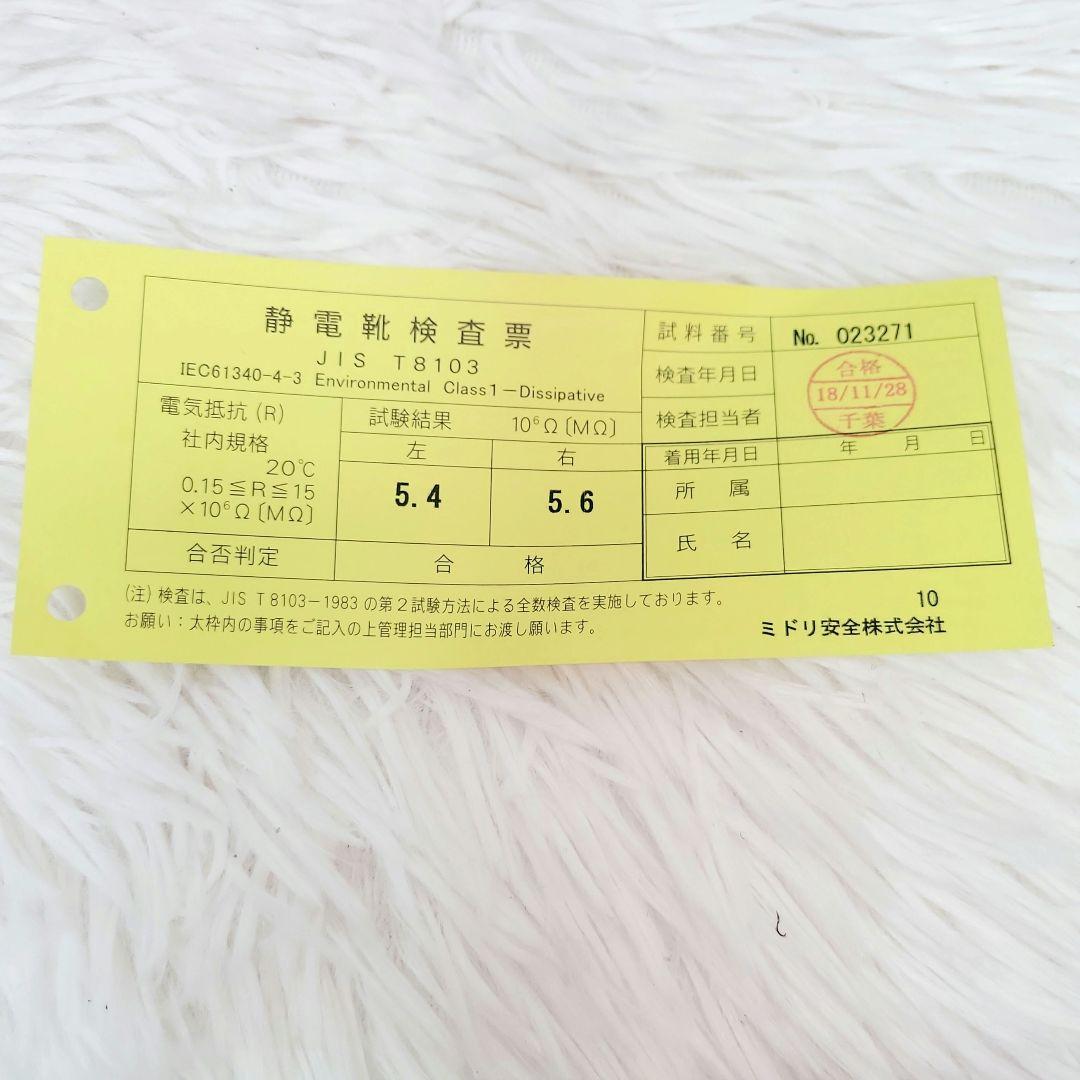 静電靴検査票
JIS T8103
IEC61340-4-3 Environmental Class1-Dissipative
電気抵抗(R)
社内規格
20℃
0.15≦R≦15
×10⁶Ω〔MΩ〕
試験結果 10⁶Ω〔MΩ〕
左 右
5.4 5.6
合否判定 合 格
試料番号 No. 023271
検査年月日
検査担当者
合格
18/11/28
千葉
着用年月日 年 月 日
所 属
氏 名
(注)検査は、JIS T8103-1983の第2試験方法による全数検査を実施しております。
お願い:太枠内の事項をご記入の上管理担当部門にお渡し願います。
10
ミドリ安全株式会社